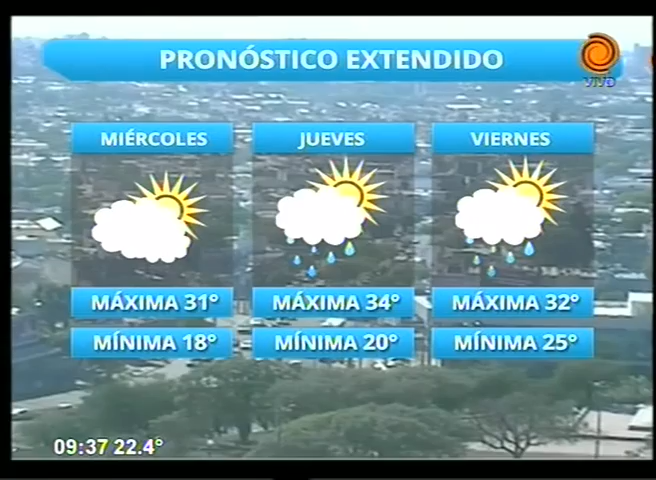 PRONÓSTICO EXTENDIDO
VIVO
MIÉRCOLES
JUEVES
VIERNES
MÁXIMA 31°
MÁXIMA 34°
MÁXIMA 32°
MÍNIMA 18°
MÍNIMA 20°
MÍNIMA 25°
09:37 22.4°